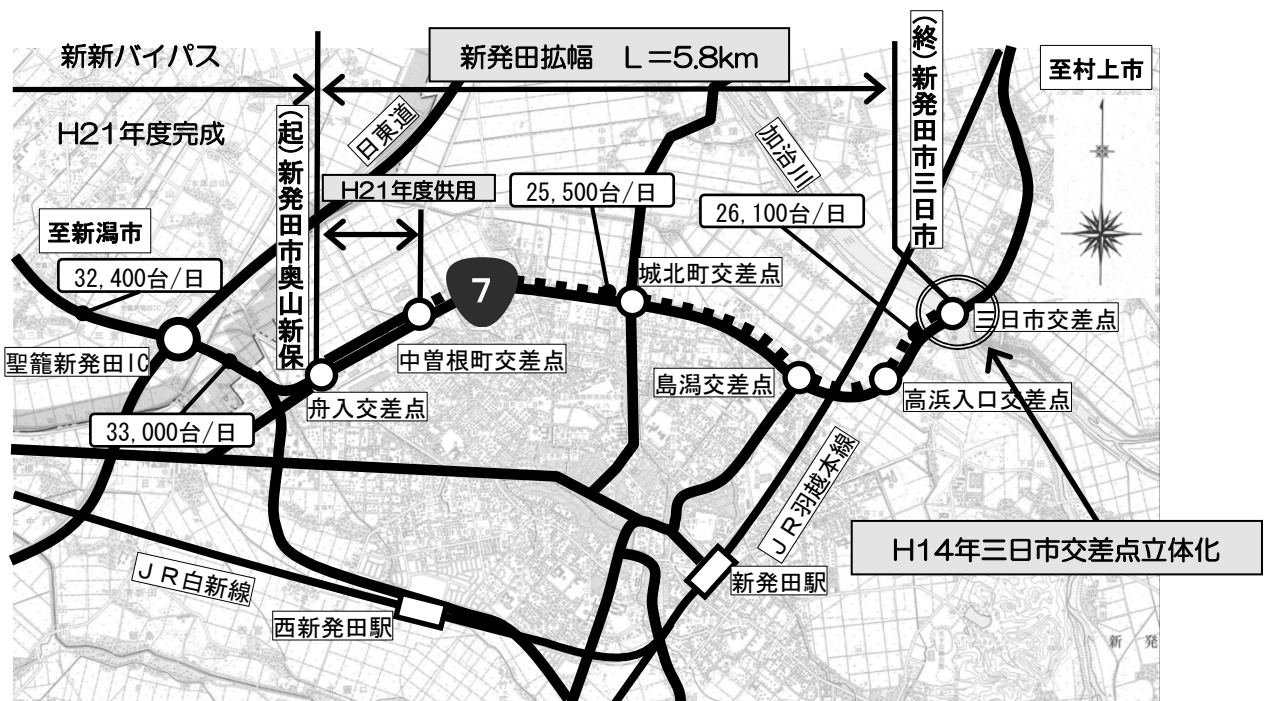 新新バイパス
新発田拡幅　L＝5.8km
（終）新発田市三日市
至村上市
H21年度完成
（起）新発田市奥山新保
日東道
加治川
H21年度供用
25,500台/日
26,100台/日
至新潟市
32,400台/日
7
城北町交差点
三日市交差点
聖籠新発田IC
中曽根町交差点
島潟交差点
高浜入口交差点
舟入交差点
33,000台/日
ＪＲ羽越本線
H14年三日市交差点立体化
ＪＲ白新線
新発田駅
西新発田駅
新　発